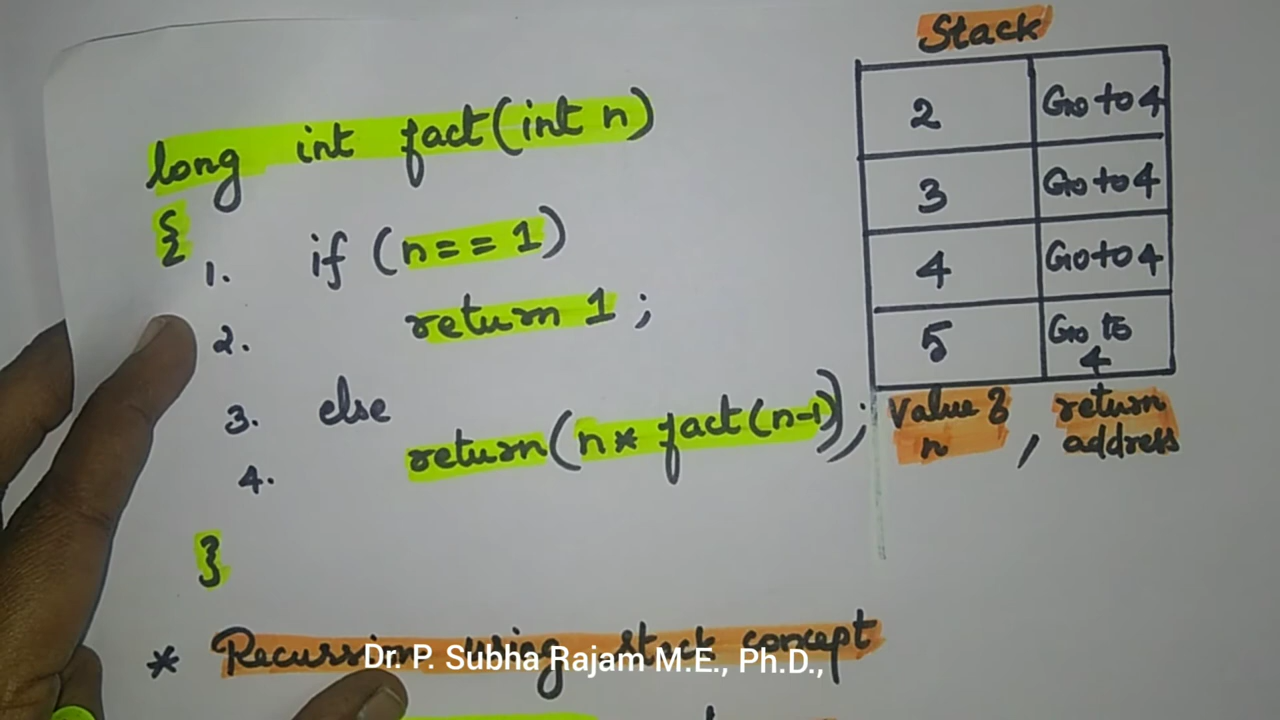 long int fact(int n)
{
1. if (n==1)
2. return 1;
3. else
4. return(n* fact(n-1));
}
Stack
2 Go to 4
3 Go to 4
4 Go to 4
5 Go to 4
Value of n , return address
* Recursion using stack concept
Dr. P. Subha Rajam M.E., Ph.D.,